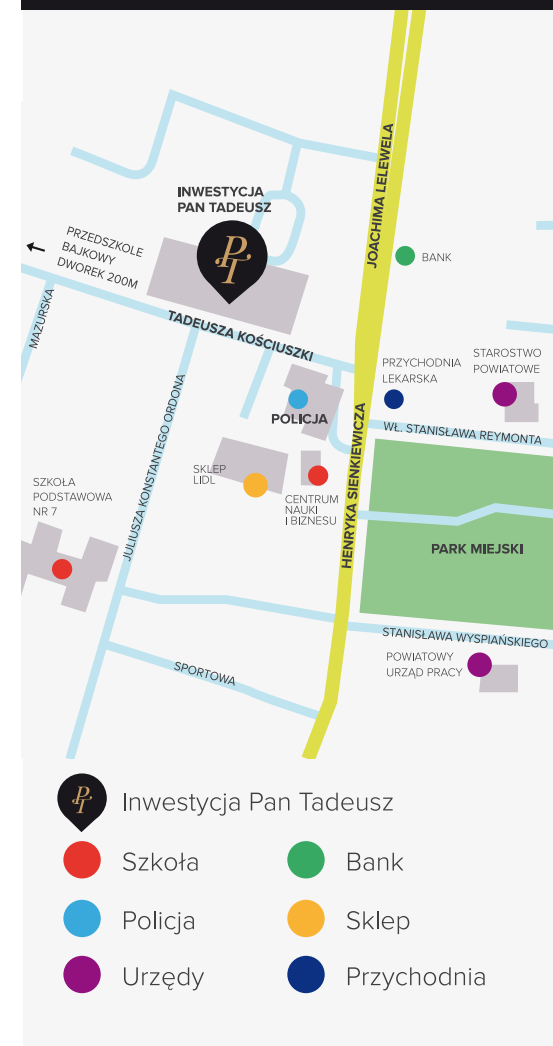 JOACHIMA LELEWELA
INWESTYCJA
PAN TADEUSZ
PT
PRZEDSZKOLE
BAJKOWY
DWOREK 200M
BANK
MAZURSKA
TADEUSZA KOŚCIUSZKI
PRZYCHODNIA
LEKARSKA
STAROSTWO
POWIATOWE
POLICJA
WŁ. STANISŁAWA REYMONTA
JULIUSZA KONSTANTEGO ORDONA
HENRYKA SIENKIEWICZA
SKLEP
LIDL
SZKOŁA
PODSTAWOWA
NR 7
CENTRUM
NAUKI
I BIZNESU
PARK MIEJSKI
STANISŁAWA WYSPIAŃSKIEGO
POWIATOWY
URZĄD PRACY
SPORTOWA
PT
Inwestycja Pan Tadeusz
Szkoła
Bank
Policja
Sklep
Urzędy
Przychodnia